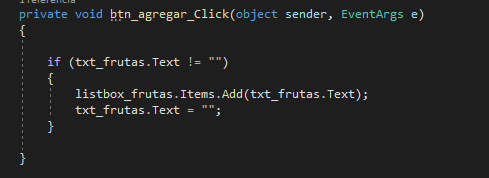 1 referencia
private void btn_agregar_Click(object sender, EventArgs e)
{
if (txt_frutas.Text != "")
{
listbox_frutas.Items.Add(txt_frutas.Text);
txt_frutas.Text = "";
}
}